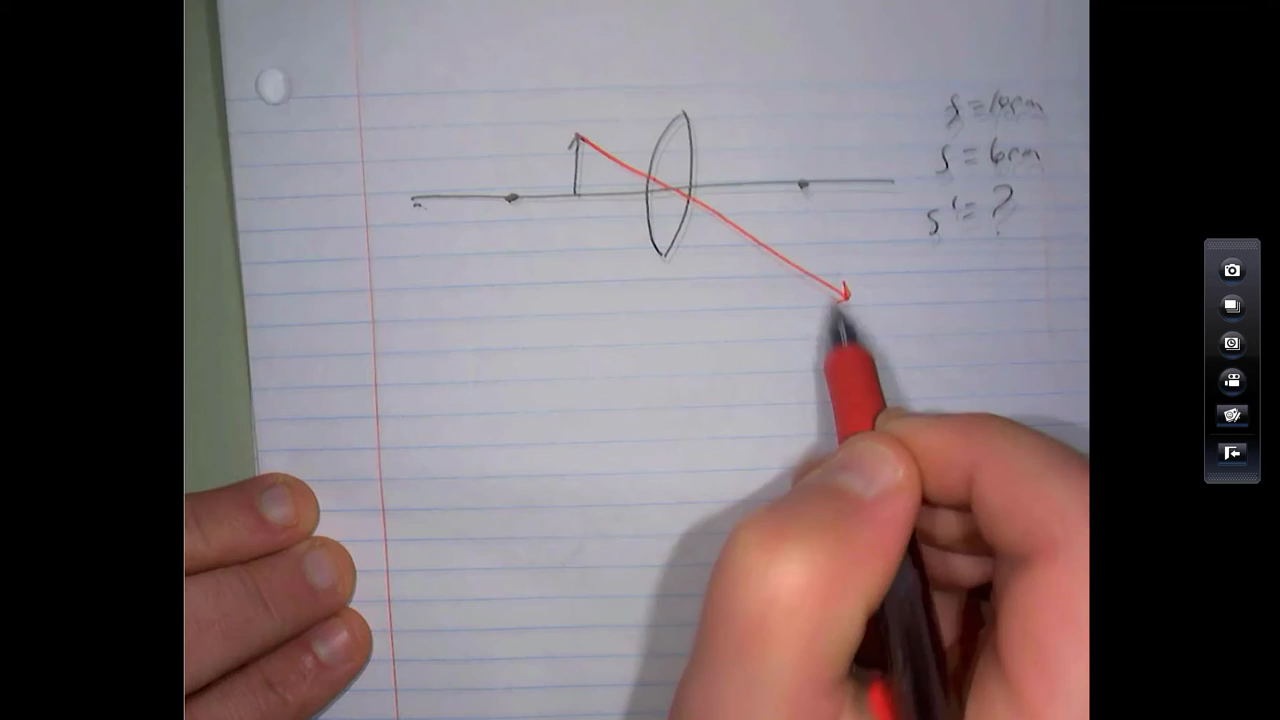 f = 10cm
s = 6cm
s' = ?